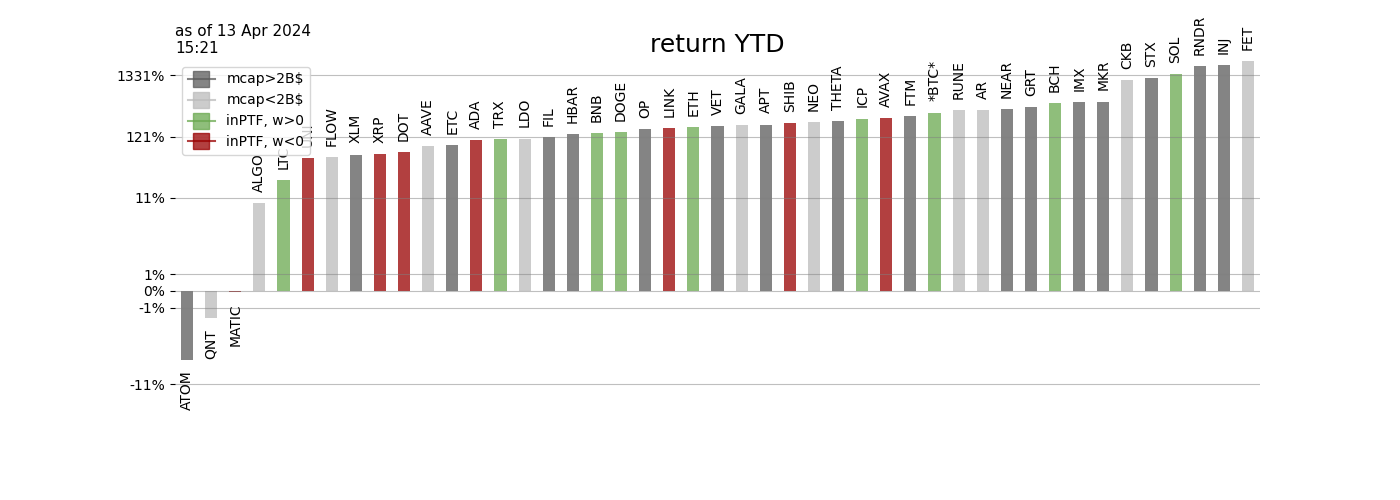 as of 13 Apr 2024
15:21
return YTD
mcap>2B$
mcap<2B$
inPTF, w>0
inPTF, w<0
1331%
121%
11%
1%
0%
-1%
-11%
ATOM
QNT
MATIC
ALGO
LTC
UNI
FLOW
XLM
XRP
DOT
AAVE
ETC
ADA
TRX
LDO
FIL
HBAR
BNB
DOGE
OP
LINK
ETH
VET
GALA
APT
SHIB
NEO
THETA
ICP
AVAX
FTM
*BTC*
RUNE
AR
NEAR
GRT
BCH
IMX
MKR
CKB
STX
SOL
RNDR
INJ
FET